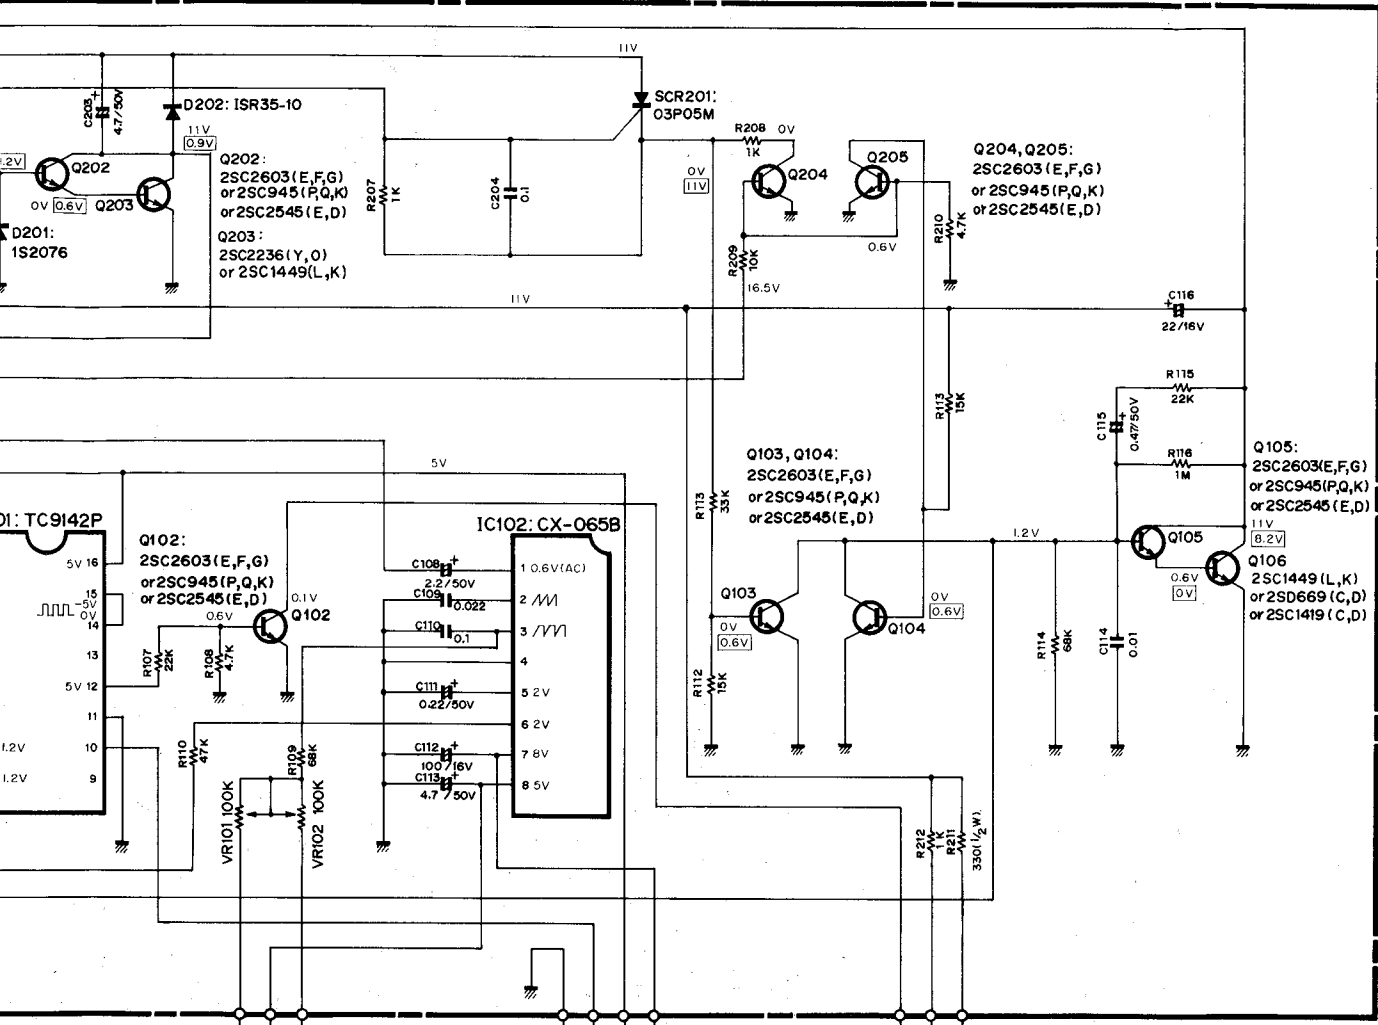 11V
C203
4.7/50V
D202: ISR35-10
11V
0.9V
SCR201:
03P05M
R208
1K
0V
Q204
Q205
Q204, Q205:
2SC2603(E,F,G)
or 2SC945(P,Q,K)
or 2SC2545(E,D)
.2V
Q202
0V 0.6V
Q203
Q202:
2SC2603(E,F,G)
or 2SC945(P,Q,K)
or 2SC2545(E,D)
Q203:
2SC2236(Y,O)
or 2SC1449(L,K)
D201:
1S2076
R207
1K
C204
0.1
0V
11V
R210
4.7K
0.6V
R209
10K
16.5V
11V
C116
22/16V
R115
22K
C115
0.47/50V
R116
1M
R113
15K
5V
Q103, Q104:
2SC2603(E,F,G)
or 2SC945(P,Q,K)
or 2SC2545(E,D)
R113
33K
Q105:
2SC2603(E,F,G)
or 2SC945(P,Q,K)
or 2SC2545(E,D)
01: TC9142P
Q102:
2SC2603(E,F,G)
or 2SC945(P,Q,K)
or 2SC2545(E,D)
IC102: CX-065B
5V 16
15
-5V
0V
14
13
5V 12
11
1.2V
10
1.2V
9
0.6V
0.1V
Q102
R107
22K
R108
4.7K
C108
2.2/50V
C109
0.022
C110
0.1
C111
0.22/50V
C112
100/16V
C113
4.7/50V
1 0.6V(AC)
2
3
4
5 2V
6 2V
7 8V
8 5V
Q103
0V
0.6V
Q104
0V
0.6V
1.2V
Q105
11V
8.2V
0.6V
0V
Q106
2SC1449(L,K)
or 2SD669(C,D)
or 2SC1419(C,D)
R112
15K
R114
68K
C114
0.01
R110
47K
R109
68K
VR101 100K
VR102 100K
R212
1K
R211
330(1/2W)